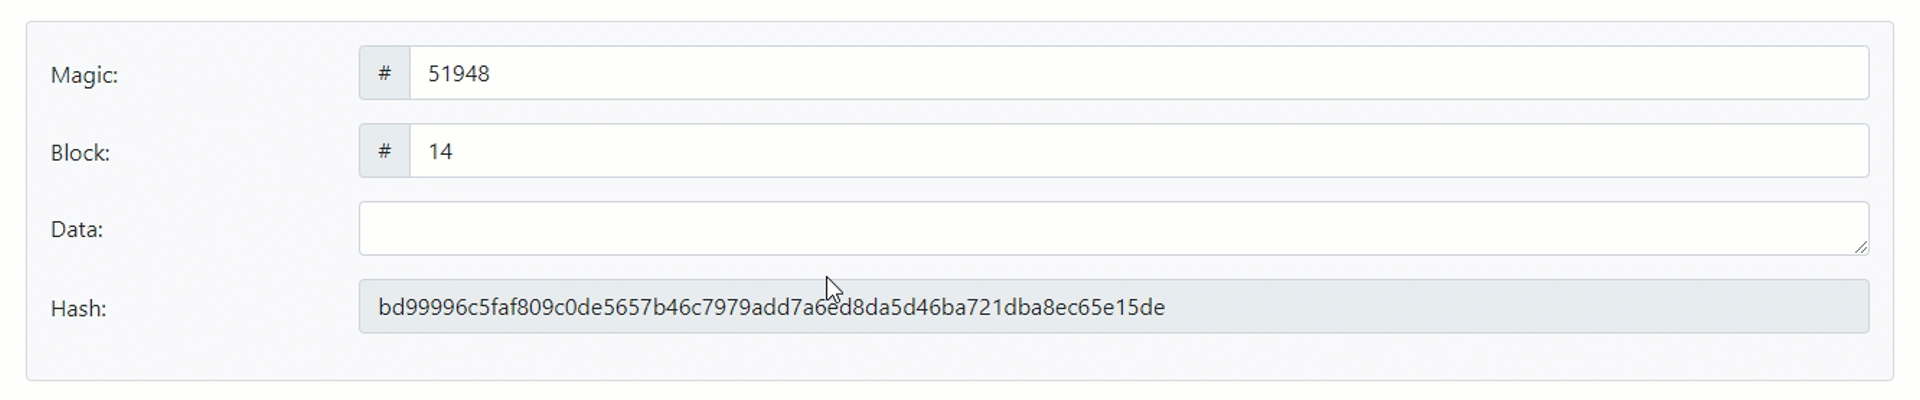 Magic: # 51948
Block: # 14
Data:
Hash: bd99996c5faf809c0de5657b46c7979add7a6ed8da5d46ba721dba8ec65e15de